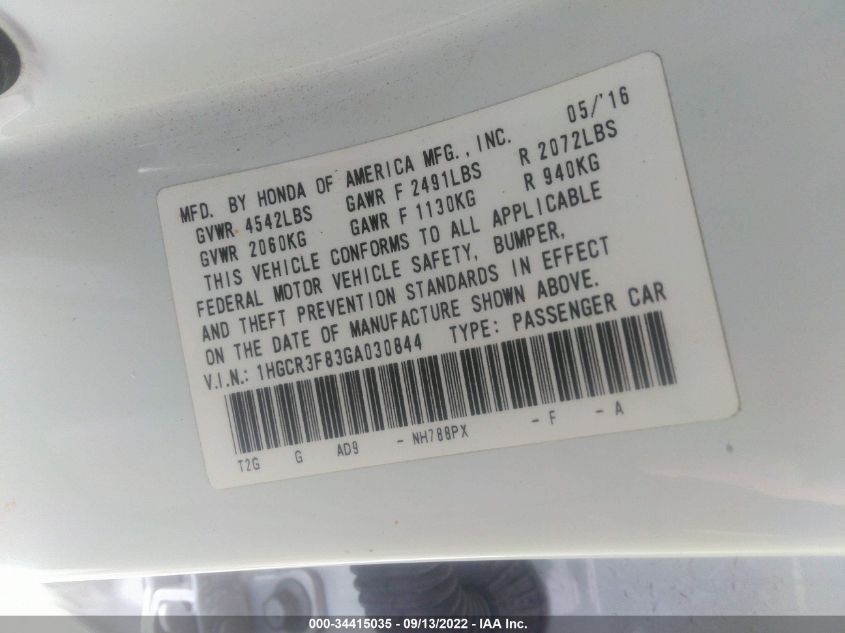 MFD. BY HONDA OF AMERICA MFG., INC. 05/'16
GVWR 4542LBS GAWR F 2491LBS R 2072LBS
GVWR 2060KG GAWR F 1130KG R 940KG
THIS VEHICLE CONFORMS TO ALL APPLICABLE
FEDERAL MOTOR VEHICLE SAFETY, BUMPER,
AND THEFT PREVENTION STANDARDS IN EFFECT
ON THE DATE OF MANUFACTURE SHOWN ABOVE.
V.I.N.: 1HGCR3F83GA030844 TYPE: PASSENGER CAR
T2G G AD9 - NH788PX - F - A
000-34415035 - 09/13/2022 - IAA Inc.